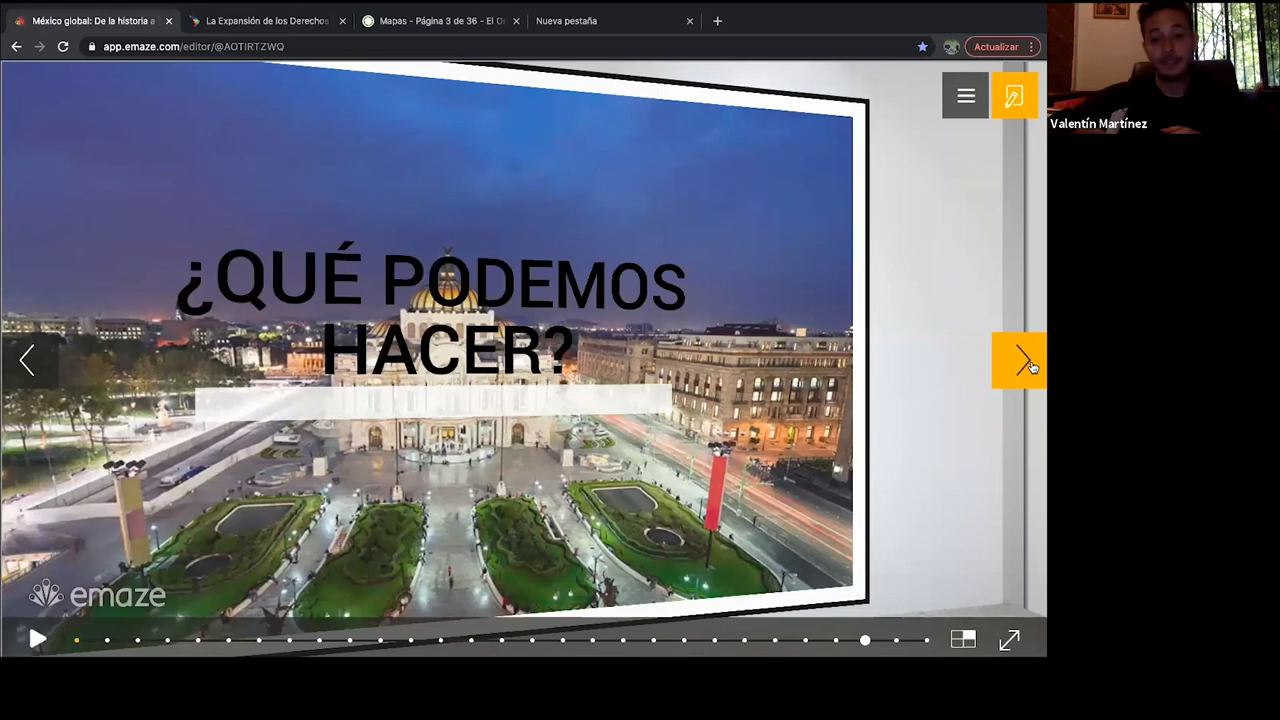 México global: De la historia a
La Expansión de los Derechos
Mapas - Página 3 de 36 - El O
Nueva pestaña
app.emaze.com/editor/@AOTIRTZWQ
Actualizar
Valentín Martínez
¿QUÉ PODEMOS
HACER?
emaze